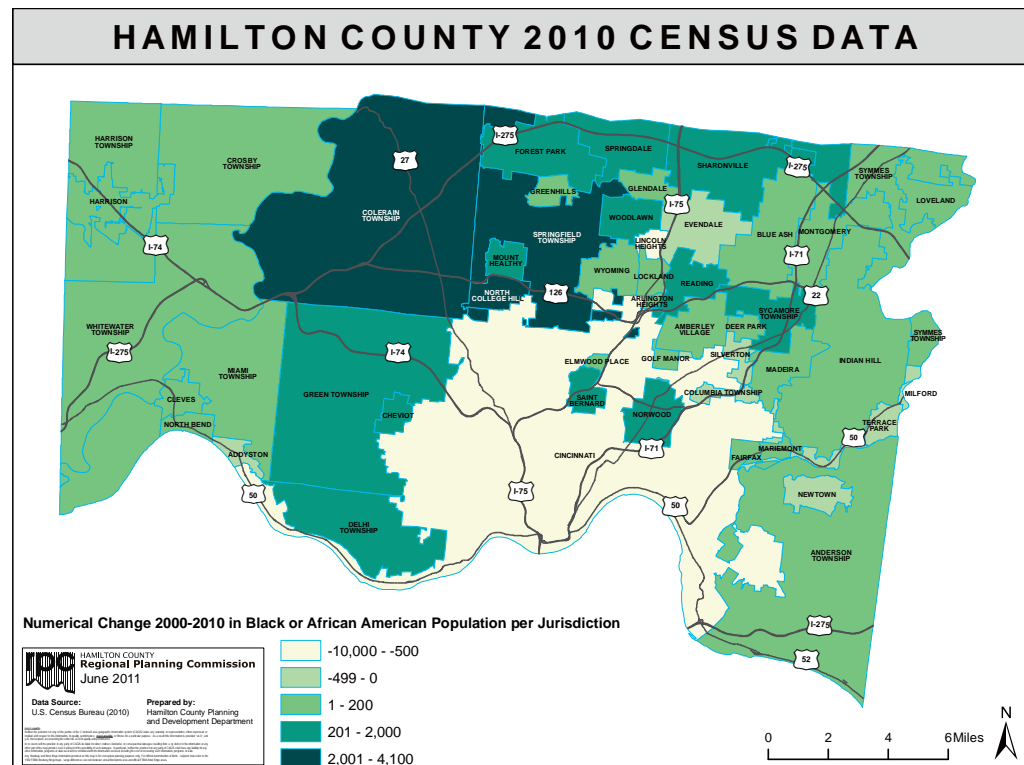 HAMILTON COUNTY 2010 CENSUS DATA
HARRISON
TOWNSHIP
CROSBY
TOWNSHIP
HARRISON
27
I-275
FOREST PARK
SPRINGDALE
SHARONVILLE
I-275
SYMMES
TOWNSHIP
LOVELAND
GREENHILLS
GLENDALE
I-75
COLERAIN
TOWNSHIP
WOODLAWN
EVENDALE
I-74
SPRINGFIELD
TOWNSHIP
LINCOLN
HEIGHTS
BLUE ASH
MONTGOMERY
I-71
MOUNT
HEALTHY
WYOMING
LOCKLAND
READING
NORTH
COLLEGE HILL
126
ARLINGTON
HEIGHTS
22
SYCAMORE
TOWNSHIP
WHITEWATER
TOWNSHIP
I-275
I-74
AMBERLEY
VILLAGE
DEER PARK
SYMMES
TOWNSHIP
ELMWOOD PLACE
GOLF MANOR
SILVERTON
MADEIRA
INDIAN HILL
MIAMI
TOWNSHIP
GREEN TOWNSHIP
CHEVIOT
SAINT
BERNARD
NORWOOD
COLUMBIA TOWNSHIP
MILFORD
CLEVES
NORTH BEND
ADDYSTON
CINCINNATI
I-71
TERRACE
PARK
50
MARIEMONT
FAIRFAX
50
I-75
50
NEWTOWN
DELHI
TOWNSHIP
ANDERSON
TOWNSHIP
I-275
52
Numerical Change 2000-2010 in Black or African American Population per Jurisdiction
-10,000 - -500
-499 - 0
1 - 200
201 - 2,000
2,001 - 4,100
rpc
HAMILTON COUNTY
Regional Planning Commission
June 2011
Data Source:
U.S. Census Bureau (2010)
Prepared by:
Hamilton County Planning
and Development Department
N
0 2 4 6 Miles